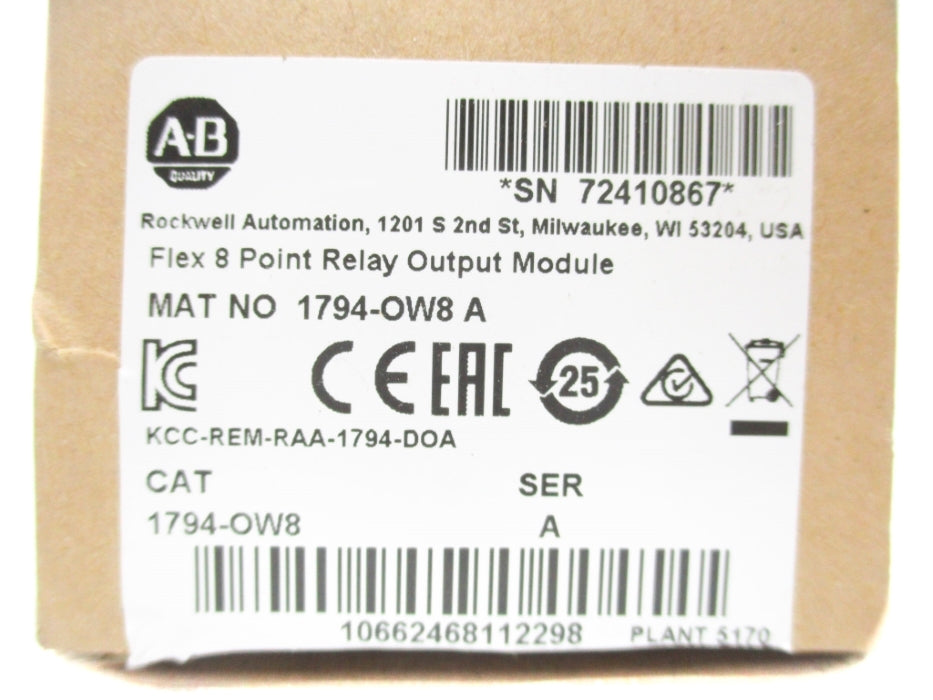 A·B
QUALITY
*SN 72410867*
Rockwell Automation, 1201 S 2nd St, Milwaukee, WI 53204, USA
Flex 8 Point Relay Output Module
MAT NO 1794-OW8 A
KC CE EAC 25
KCC-REM-RAA-1794-DOA
CAT SER
1794-OW8 A
10662468112298 PLANT 5170